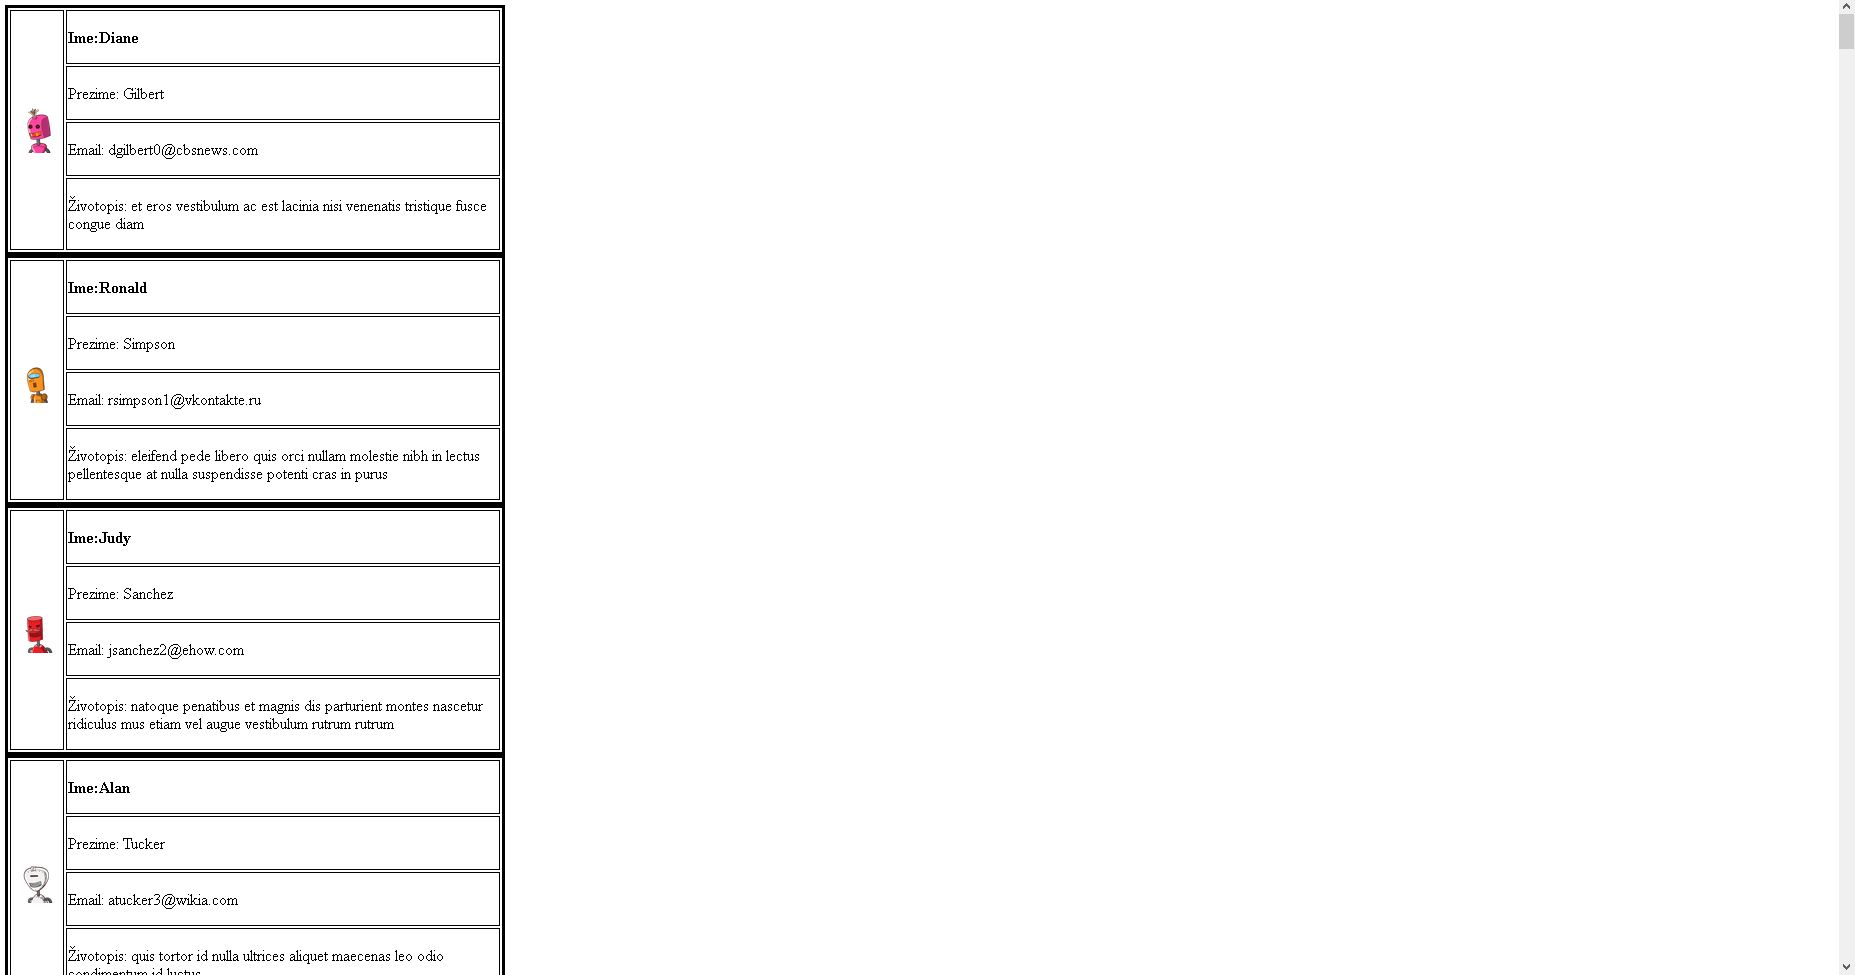 Ime:Diane
Prezime: Gilbert
Email: dgilbert0@cbsnews.com
Životopis: et eros vestibulum ac est lacinia nisi venenatis tristique fusce
congue diam
Ime:Ronald
Prezime: Simpson
Email: rsimpson1@vkontakte.ru
Životopis: eleifend pede libero quis orci nullam molestie nibh in lectus
pellentesque at nulla suspendisse potenti cras in purus
Ime:Judy
Prezime: Sanchez
Email: jsanchez2@ehow.com
Životopis: natoque penatibus et magnis dis parturient montes nascetur
ridiculus mus etiam vel augue vestibulum rutrum rutrum
Ime:Alan
Prezime: Tucker
Email: atucker3@wikia.com
Životopis: quis tortor id nulla ultrices aliquet maecenas leo odio
condimentum id luctus